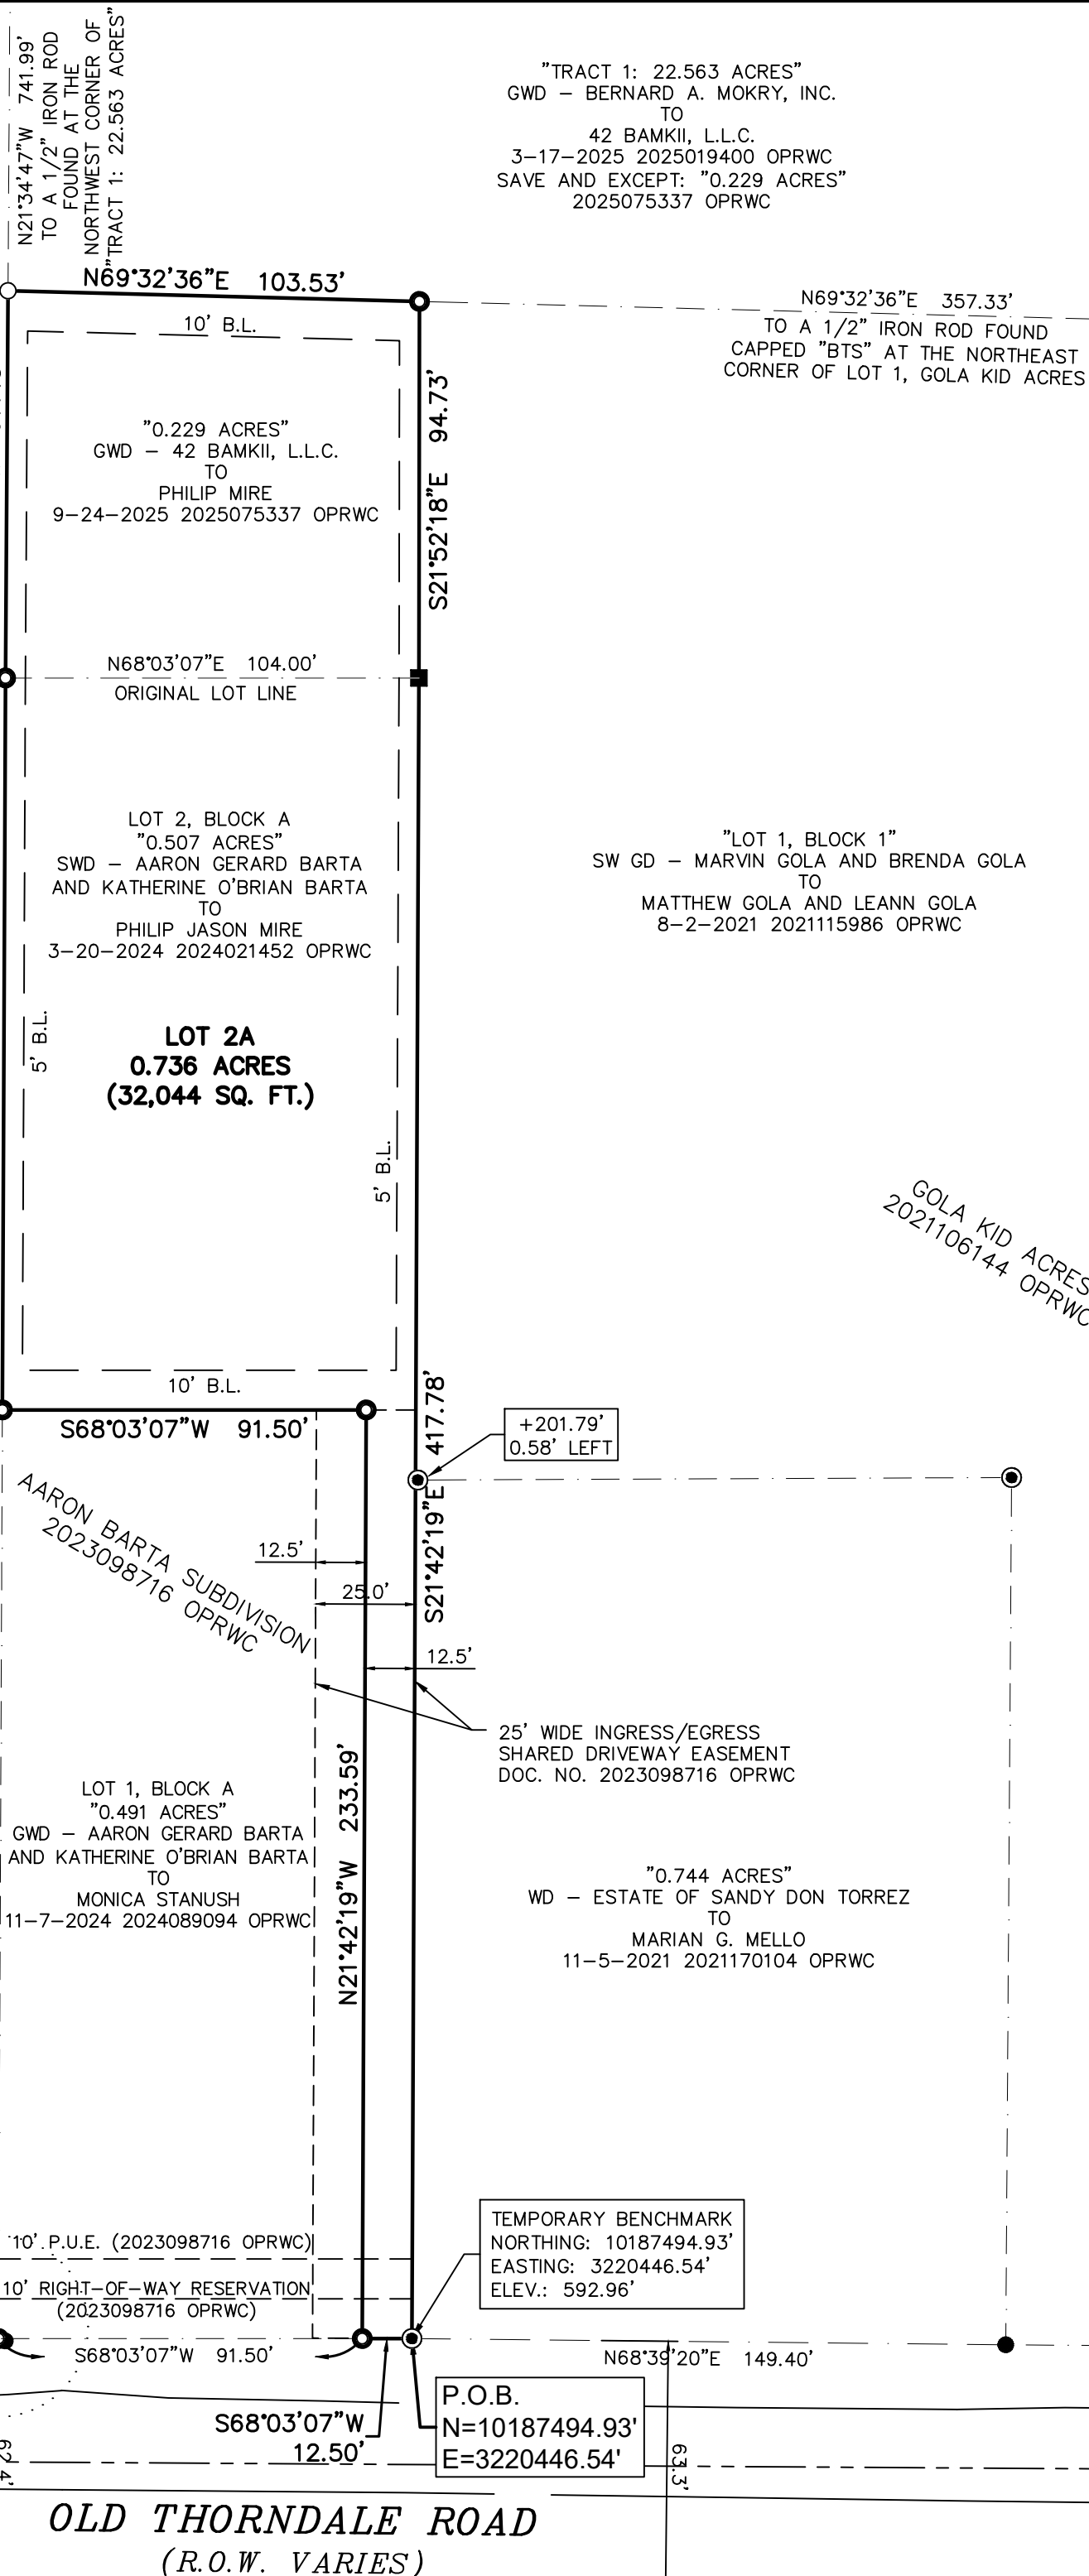 N21°34'47"W 741.99'
TO A 1/2" IRON ROD
FOUND AT THE
NORTHWEST CORNER OF
"TRACT 1: 22.563 ACRES"
"TRACT 1: 22.563 ACRES"
GWD – BERNARD A. MOKRY, INC.
TO
42 BAMKII, L.L.C.
3-17-2025 2025019400 OPRWC
SAVE AND EXCEPT: "0.229 ACRES"
2025075337 OPRWC
N69°32'36"E 103.53'
N69°32'36"E 357.33'
TO A 1/2" IRON ROD FOUND
CAPPED "BTS" AT THE NORTHEAST
CORNER OF LOT 1, GOLA KID ACRES
10' B.L.
S21°52'18"E 94.73'
"0.229 ACRES"
GWD – 42 BAMKII, L.L.C.
TO
PHILIP MIRE
9-24-2025 2025075337 OPRWC
N68°03'07"E 104.00'
ORIGINAL LOT LINE
LOT 2, BLOCK A
"0.507 ACRES"
SWD – AARON GERARD BARTA
AND KATHERINE O'BRIAN BARTA
TO
PHILIP JASON MIRE
3-20-2024 2024021452 OPRWC
"LOT 1, BLOCK 1"
SW GD – MARVIN GOLA AND BRENDA GOLA
TO
MATTHEW GOLA AND LEANN GOLA
8-2-2021 2021115986 OPRWC
5' B.L.
LOT 2A
0.736 ACRES
(32,044 SQ. FT.)
5' B.L.
GOLA KID ACRES
2021106144 OPRWC
10' B.L.
S68°03'07"W 91.50'
S21°42'19"E 417.78'
+201.79'
0.58' LEFT
AARON BARTA SUBDIVISION
2023098716 OPRWC
12.5'
25.0'
12.5'
25' WIDE INGRESS/EGRESS
SHARED DRIVEWAY EASEMENT
DOC. NO. 2023098716 OPRWC
N21°42'19"W 233.59'
LOT 1, BLOCK A
"0.491 ACRES"
GWD – AARON GERARD BARTA
AND KATHERINE O'BRIAN BARTA
TO
MONICA STANUSH
11-7-2024 2024089094 OPRWC
"0.744 ACRES"
WD – ESTATE OF SANDY DON TORREZ
TO
MARIAN G. MELLO
11-5-2021 2021170104 OPRWC
TEMPORARY BENCHMARK
NORTHING: 10187494.93'
EASTING: 3220446.54'
ELEV.: 592.96'
10' P.U.E. (2023098716 OPRWC)
10' RIGHT-OF-WAY RESERVATION
(2023098716 OPRWC)
S68°03'07"W 91.50'
N68°39'20"E 149.40'
S68°03'07"W
12.50'
P.O.B.
N=10187494.93'
E=3220446.54'
63.3'
OLD THORNDALE ROAD
(R.O.W. VARIES)